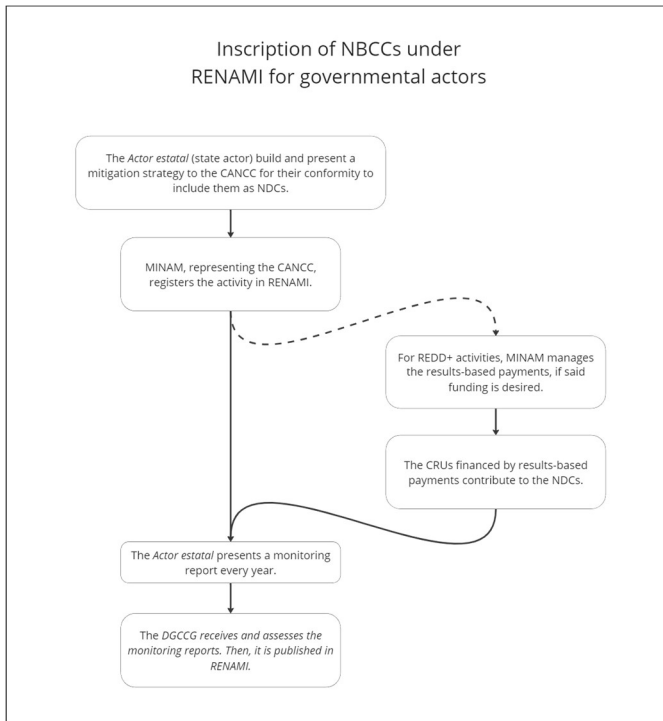 Inscription of NBCCs under
RENAMI for governmental actors
The Actor estatal (state actor) build and present a
mitigation strategy to the CANCC for their conformity to
include them as NDCs.
MINAM, representing the CANCC,
registers the activity in RENAMI.
For REDD+ activities, MINAM manages
the results-based payments, if said
funding is desired.
The CRUs financed by results-based
payments contribute to the NDCs.
The Actor estatal presents a monitoring
report every year.
The DGCCG receives and assesses the
monitoring reports. Then, it is published in
RENAMI.